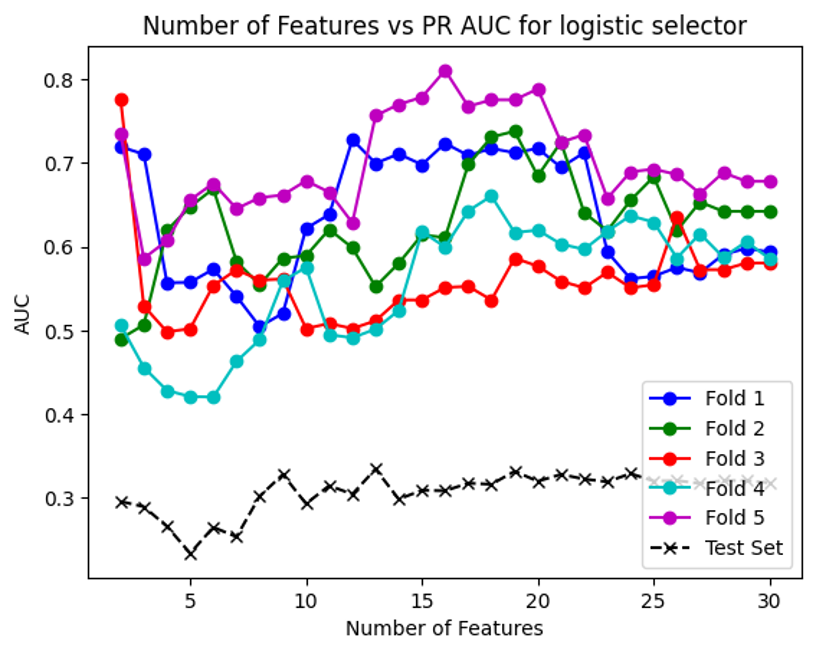 Number of Features vs PR AUC for logistic selector
0.8
0.7
0.6
0.5
0.4
0.3
AUC
5
10
15
20
25
30
Number of Features
Fold 1
Fold 2
Fold 3
Fold 4
Fold 5
Test Set